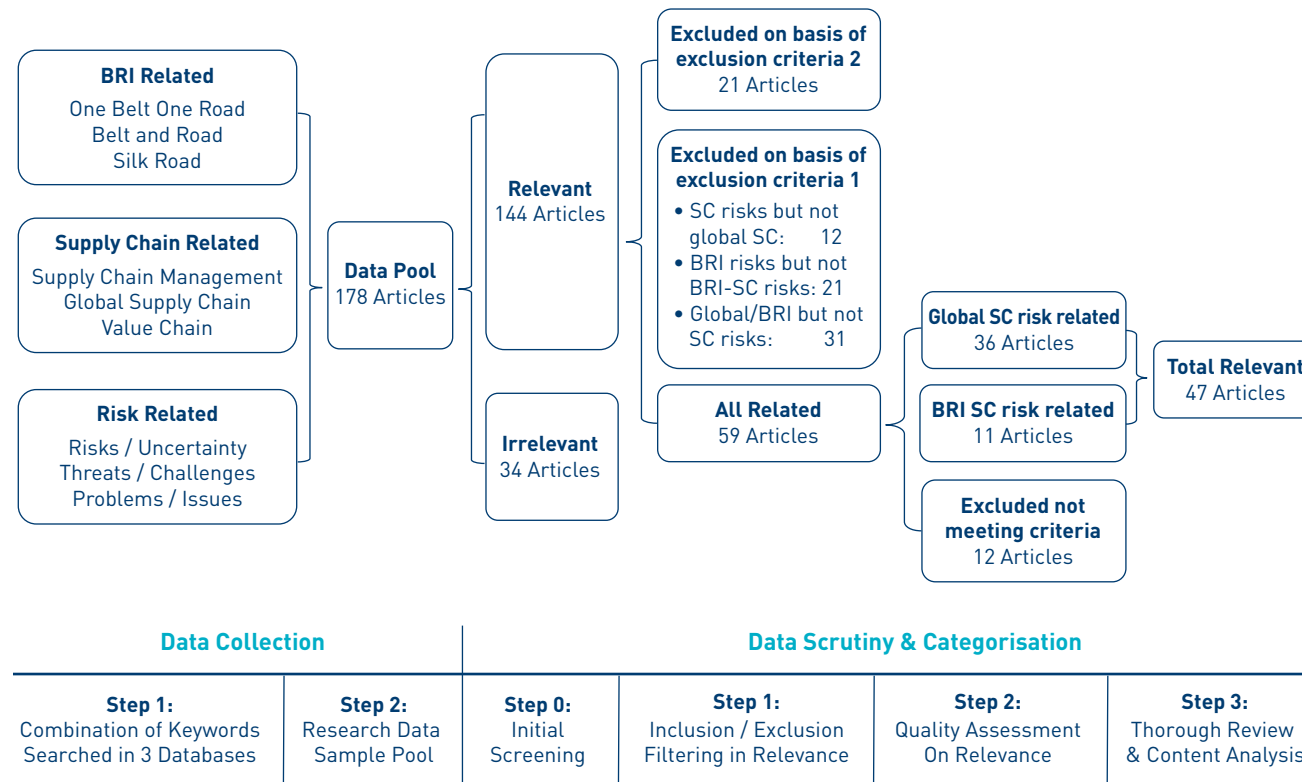 BRI Related
One Belt One Road
Belt and Road
Silk Road
Supply Chain Related
Supply Chain Management
Global Supply Chain
Value Chain
Risk Related
Risks / Uncertainty
Threats / Challenges
Problems / Issues
Data Pool
178 Articles
Relevant
144 Articles
Irrelevant
34 Articles
Excluded on basis of
exclusion criteria 2
21 Articles
Excluded on basis of
exclusion criteria 1
• SC risks but not
global SC: 12
• BRI risks but not
BRI-SC risks: 21
• Global/BRI but not
SC risks: 31
All Related
59 Articles
Global SC risk related
36 Articles
BRI SC risk related
11 Articles
Excluded not
meeting criteria
12 Articles
Total Relevant
47 Articles
Data Collection
Data Scrutiny & Categorisation
Step 1:
Combination of Keywords
Searched in 3 Databases
Step 2:
Research Data
Sample Pool
Step 0:
Initial
Screening
Step 1:
Inclusion / Exclusion
Filtering in Relevance
Step 2:
Quality Assessment
On Relevance
Step 3:
Thorough Review
& Content Analysis